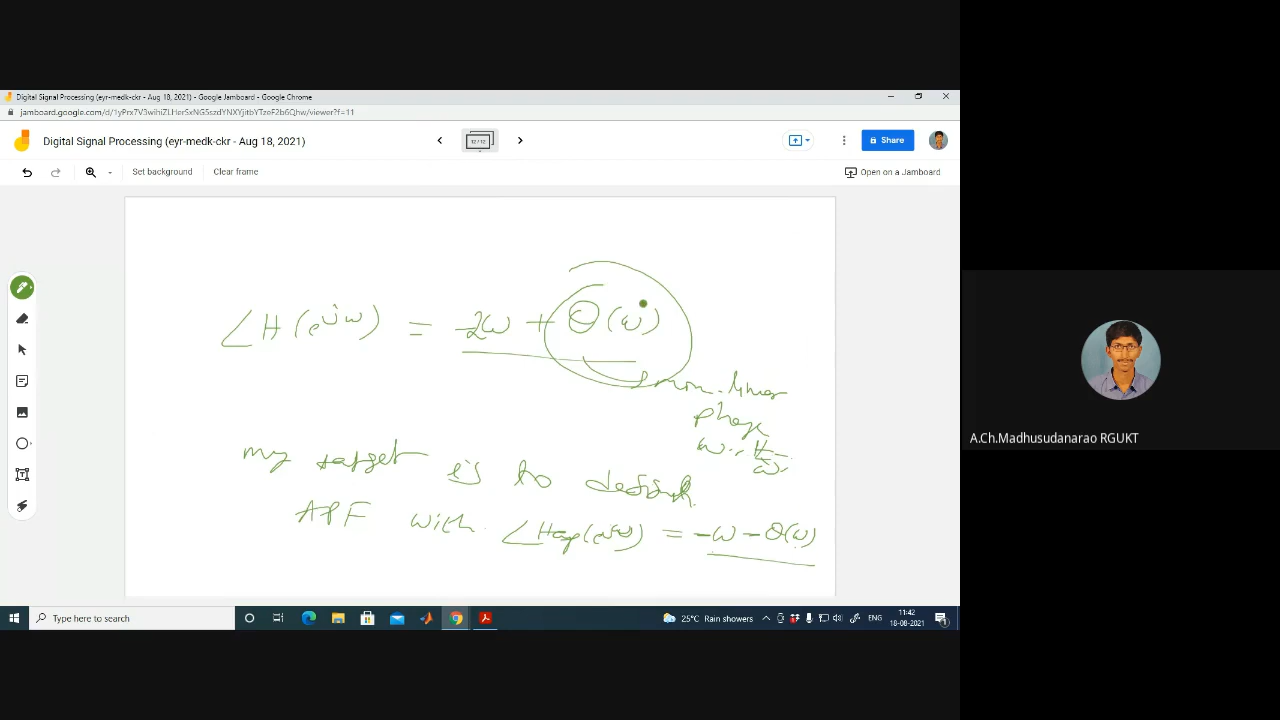 Digital Signal Processing (eyr-medk-ckr - Aug 18, 2021) - Google Jamboard - Google Chrome
Digital Signal Processing (eyr-medk-ckr - Aug 18, 2021)
12 / 12
Share
Set background
Clear frame
Open on a Jamboard
∠H(e^jω) = -2ω + θ(ω)
non-linear
phase
w.r.to
ω.
my target is to design
APF with ∠Hap(e^jω) = -ω - θ(ω)
A.Ch.Madhusudanarao RGUKT
Type here to search
25°C Rain showers
ENG
11:42
18-08-2021